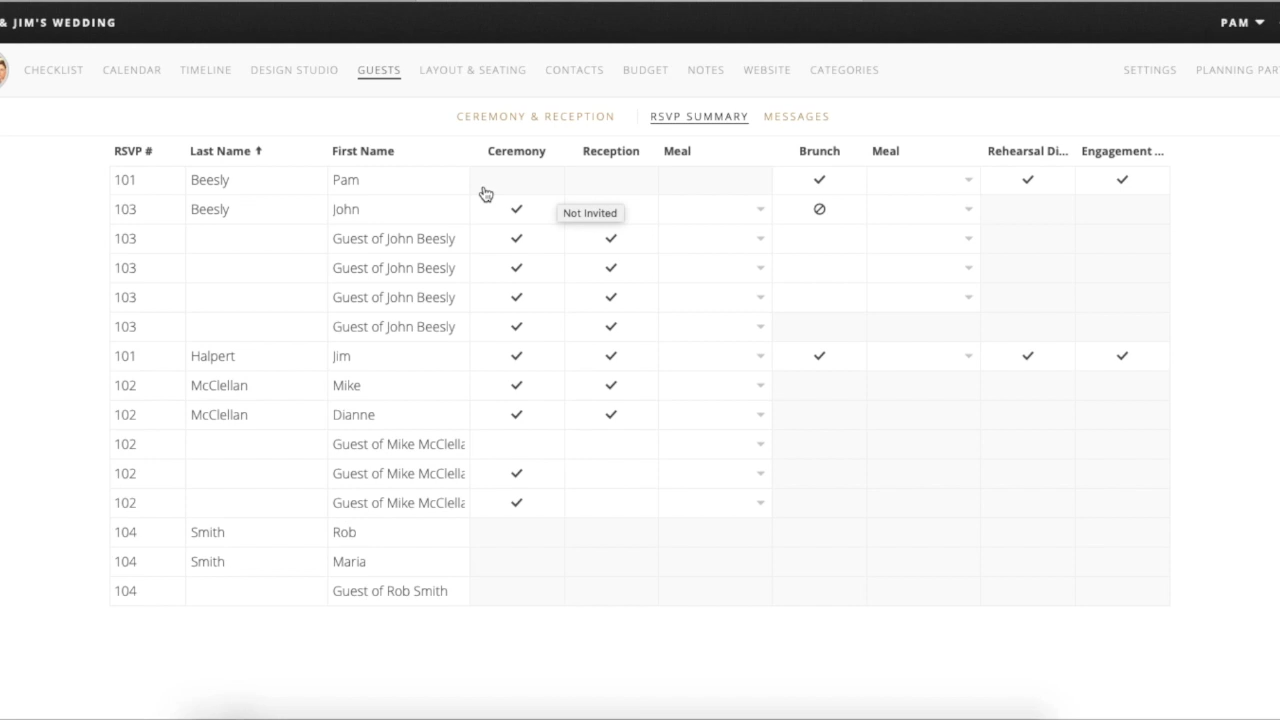 & JIM'S WEDDING PAM
CHECKLIST CALENDAR TIMELINE DESIGN STUDIO GUESTS LAYOUT & SEATING CONTACTS BUDGET NOTES WEBSITE CATEGORIES SETTINGS PLANNING PAR
CEREMONY & RECEPTION RSVP SUMMARY MESSAGES
RSVP # Last Name First Name Ceremony Reception Meal Brunch Meal Rehearsal Di... Engagement ...
101 Beesly Pam
103 Beesly John Not Invited
103 Guest of John Beesly
103 Guest of John Beesly
103 Guest of John Beesly
103 Guest of John Beesly
101 Halpert Jim
102 McClellan Mike
102 McClellan Dianne
102 Guest of Mike McClella
102 Guest of Mike McClella
102 Guest of Mike McClella
104 Smith Rob
104 Smith Maria
104 Guest of Rob Smith